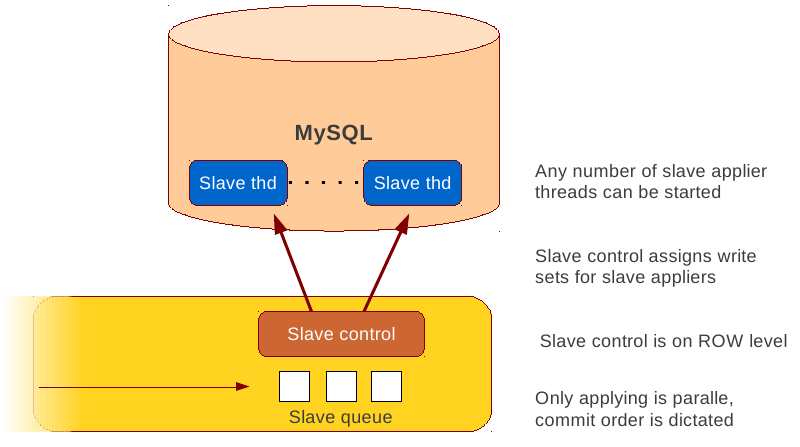 MySQL
Slave thd
Slave thd
Any number of slave applier
threads can be started
Slave control assigns write
sets for slave appliers
Slave control
Slave control is on ROW level
Slave queue
Only applying is paralle,
commit order is dictated